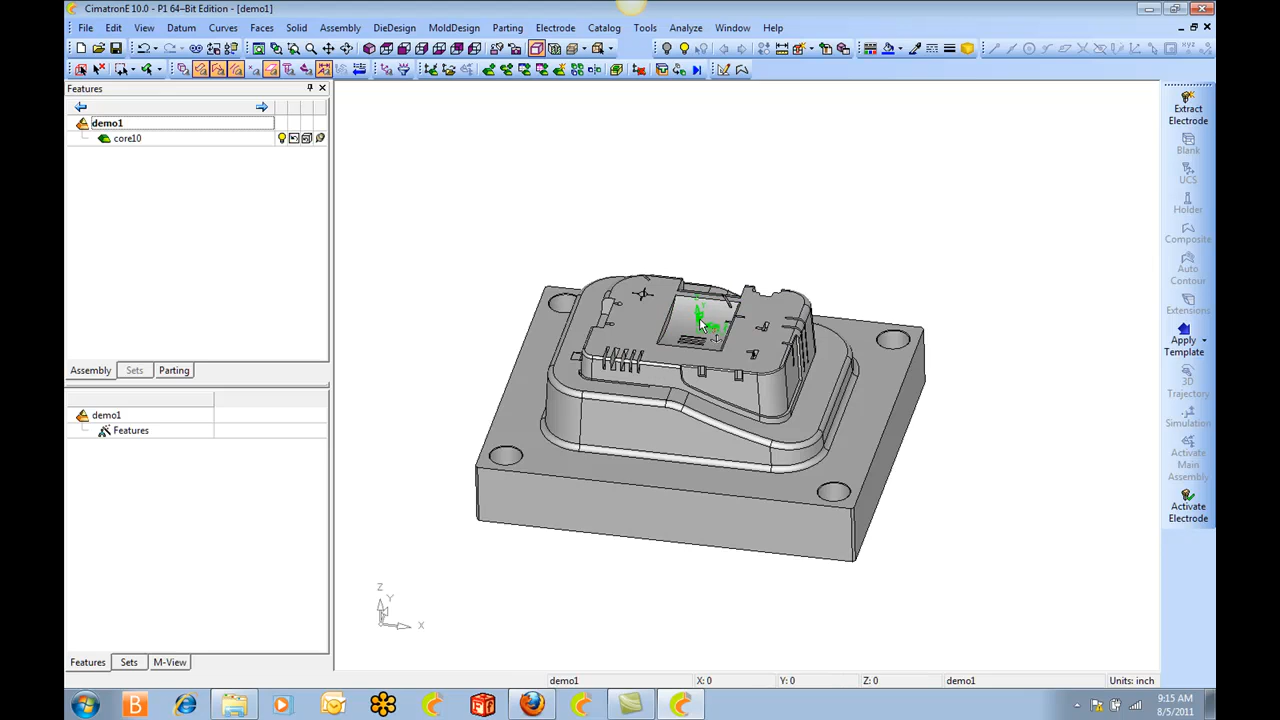 CimatronE 10.0 - P1 64-Bit Edition - [demo1]
File Edit View Datum Curves Faces Solid Assembly DieDesign MoldDesign Parting Electrode Catalog Tools Analyze Window Help
Features
demo1
core10
Assembly Sets Parting
demo1
Features
Features Sets M-View
Z
Y
X
Extract
Electrode
Blank
UCS
Holder
Composite
Auto
Contour
Extensions
Apply
Template
3D
Trajectory
Simulation
Activate
Main
Assembly
Activate
Electrode
demo1 X: 0 Y: 0 Z: 0 demo1 Units: inch
9:15 AM
8/5/2011